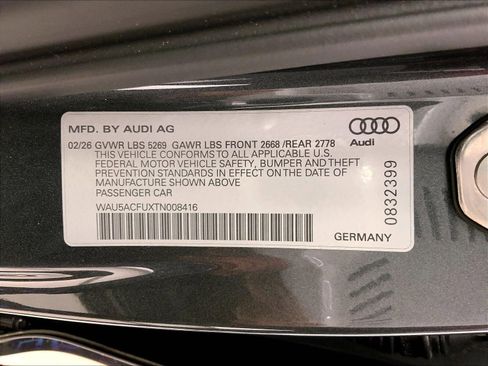 MFD. BY AUDI AG
02/26 GVWR LBS 5269 GAWR LBS FRONT 2668 /REAR 2778
THIS VEHICLE CONFORMS TO ALL APPLICABLE U.S.
FEDERAL MOTOR VEHICLE SAFETY, BUMPER AND THEFT
PREVENTION STANDARDS IN EFFECT ON THE DATE OF
MANUFACTURE SHOWN ABOVE
PASSENGER CAR
WAU5ACFUXTN008416
Audi
0832399
GERMANY